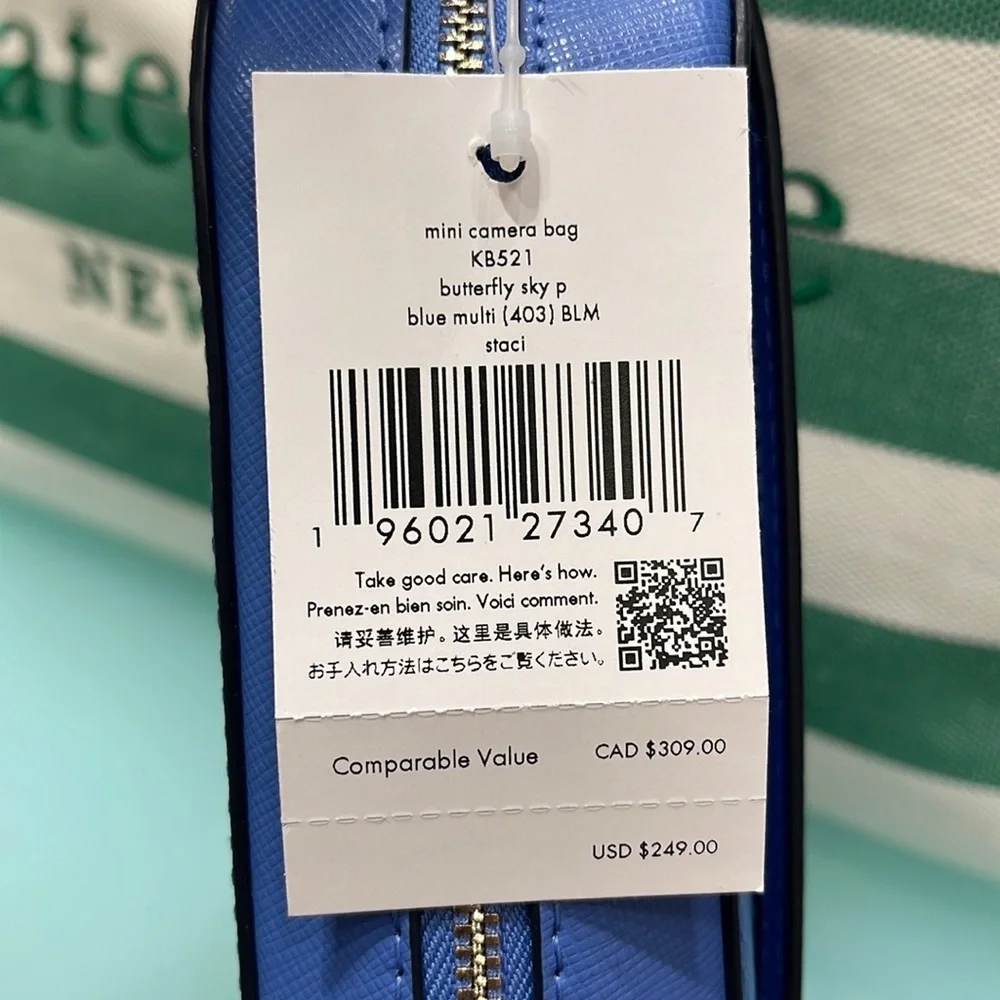 ate
e
NEW
mini camera bag
KB521
butterfly sky p
blue multi (403) BLM
staci
1 96021 27340 7
Take good care. Here's how.
Prenez-en bien soin. Voici comment.
请妥善维护。这里是具体做法。
お手入れ方法はこちらをご覧ください。
Comparable Value CAD $309.00
USD $249.00